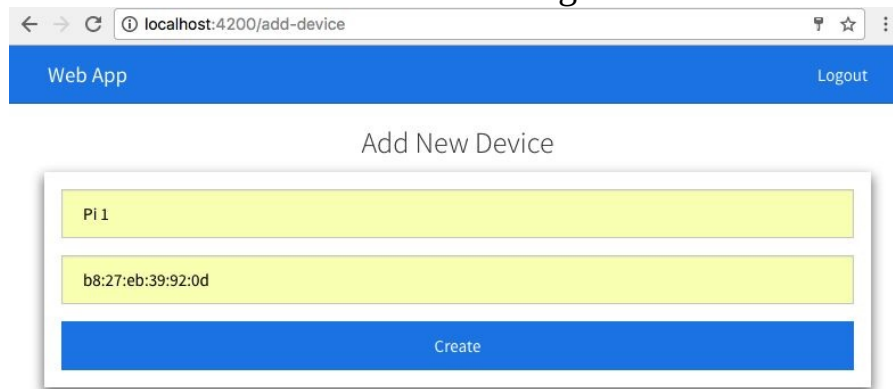 localhost:4200/add-device
Web App Logout
Add New Device
Pi 1
b8:27:eb:39:92:0d
Create